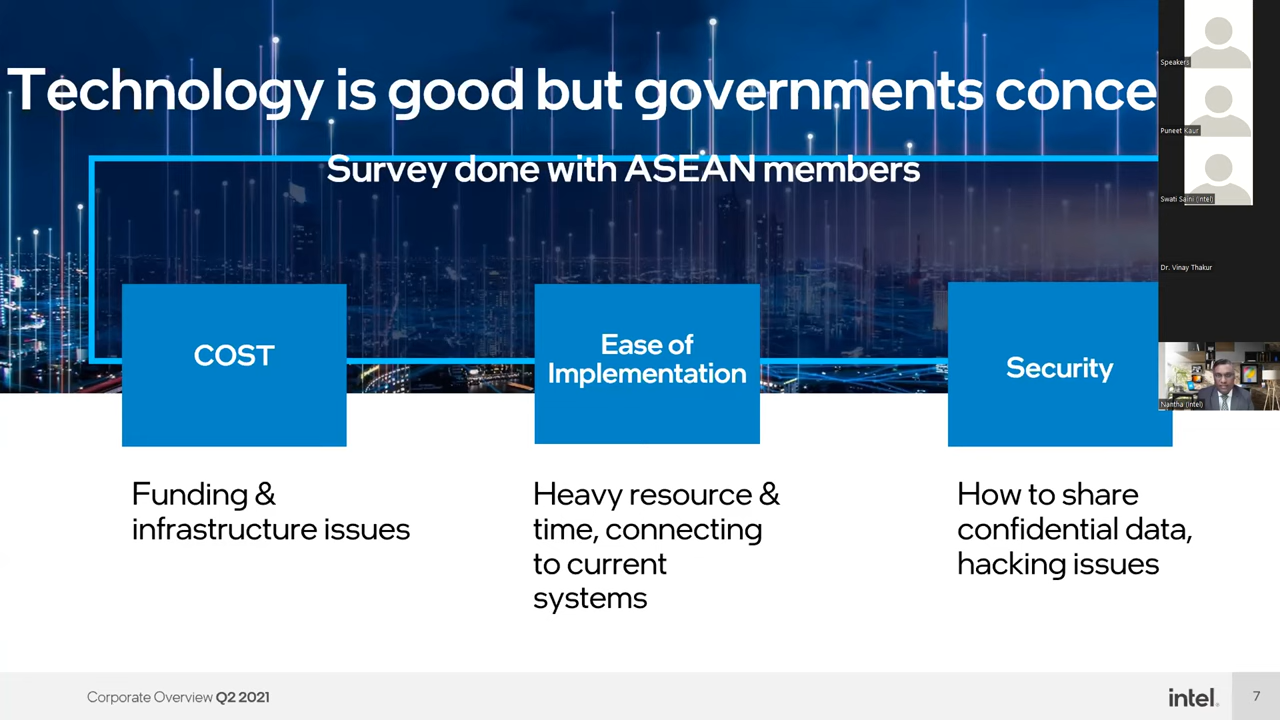 Technology is good but governments conce
Survey done with ASEAN members
COST
Ease of
Implementation
Security
Funding &
infrastructure issues
Heavy resource &
time, connecting
to current
systems
How to share
confidential data,
hacking issues
Corporate Overview Q2 2021
intel.
7
Speakers
Puneet Kaur
Swati Saini (Intel)
Dr. Vinay Thakur
Nantha (Intel)